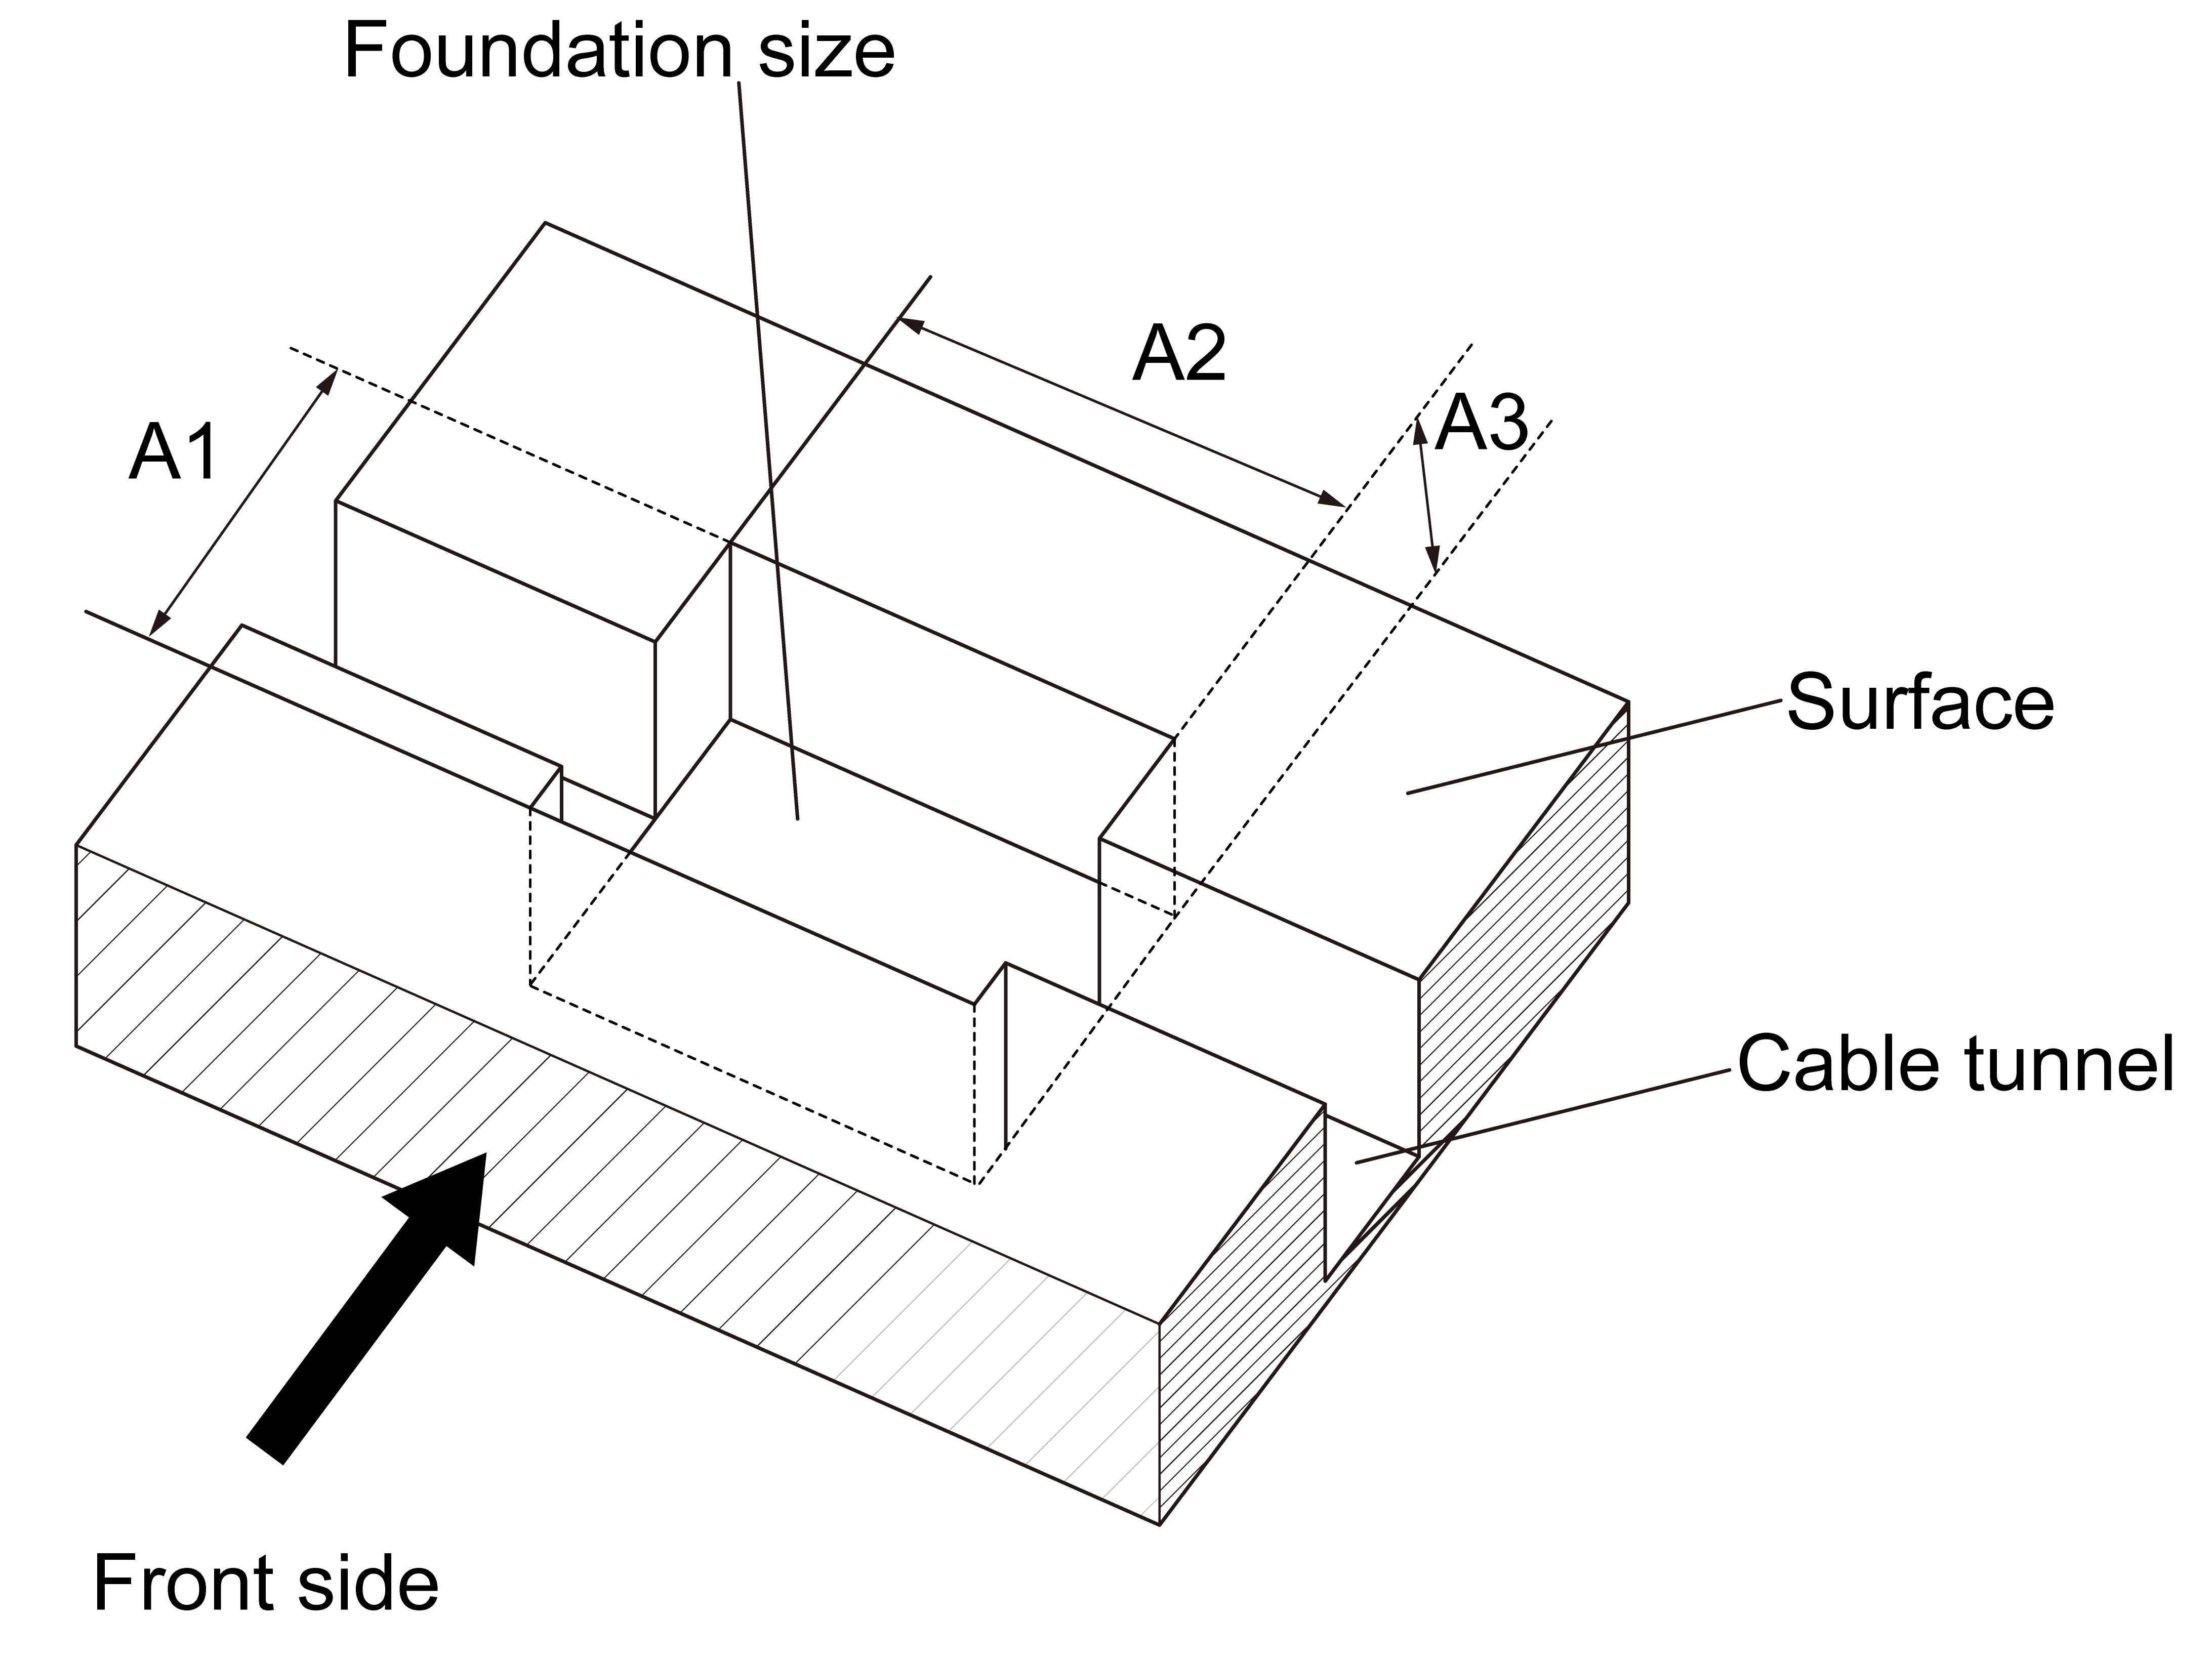 Foundation size
A2
A3
A1
Surface
Cable tunnel
Front side